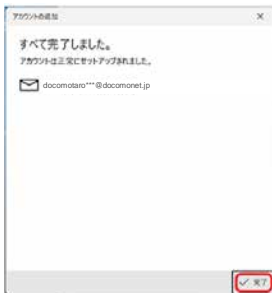 アカウントの追加
すべて完了しました。
アカウントは正常にセットアップされました。
docomotaro***@docomonet.jp
完了